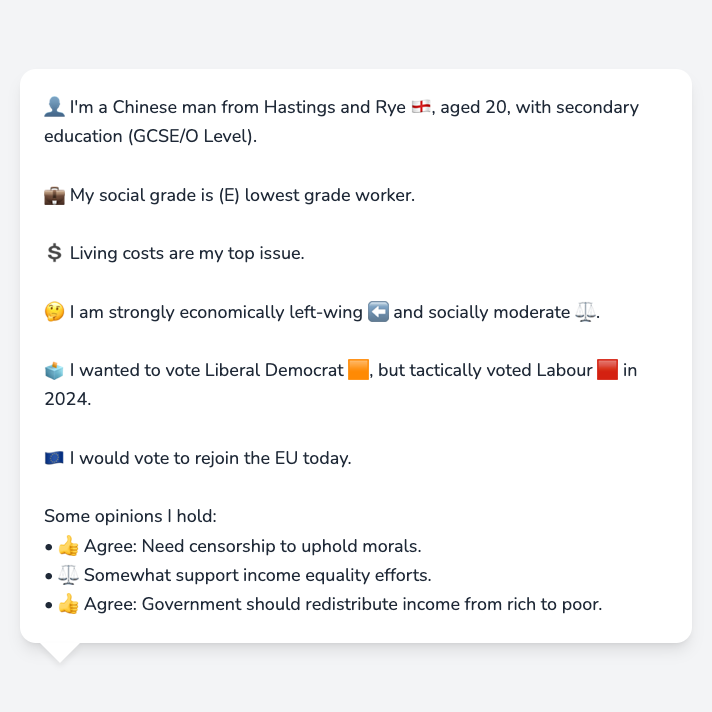 👤 I'm a Chinese man from Hastings and Rye 🏴󠁧󠁢󠁥󠁮󠁧󠁿, aged 20, with secondary
education (GCSE/O Level).
💼 My social grade is (E) lowest grade worker.
💲 Living costs are my top issue.
🤔 I am strongly economically left-wing ⬅️ and socially moderate ⚖️.
🗳️ I wanted to vote Liberal Democrat 🟧, but tactically voted Labour 🟥 in
2024.
🇪🇺 I would vote to rejoin the EU today.
Some opinions I hold:
• 👍 Agree: Need censorship to uphold morals.
• ⚖️ Somewhat support income equality efforts.
• 👍 Agree: Government should redistribute income from rich to poor.